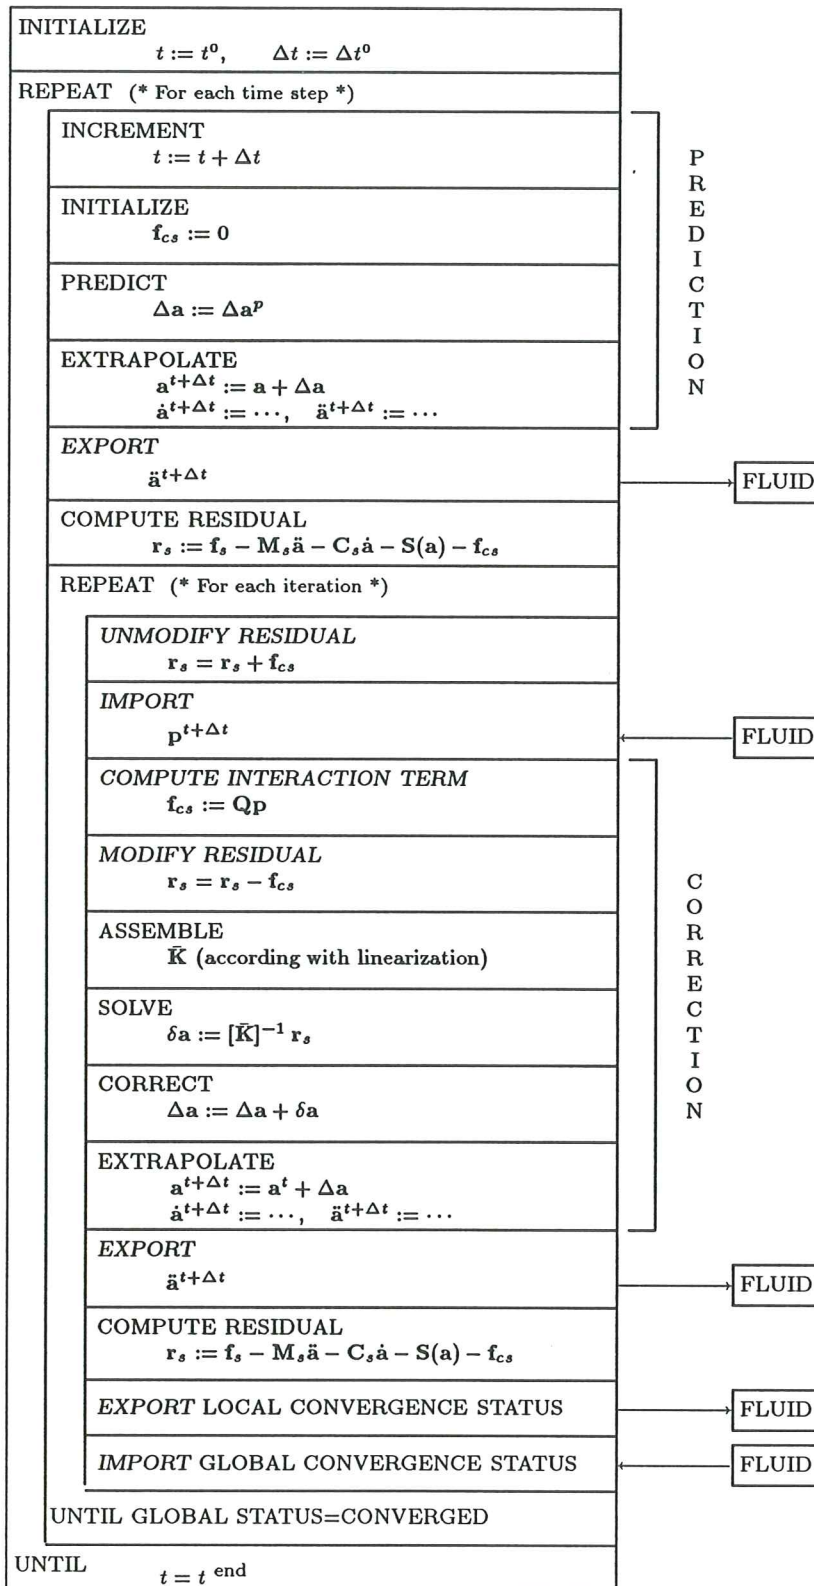 INITIALIZE
t := t⁰, Δt := Δt⁰
REPEAT (* For each time step *)
INCREMENT
t := t + Δt
INITIALIZE
f_cs := 0
PREDICT
Δa := Δa^p
EXTRAPOLATE
a^{t+Δt} := a + Δa
ȧ^{t+Δt} := ···, ä^{t+Δt} := ···
PREDICTION
EXPORT
ä^{t+Δt}
FLUID
COMPUTE RESIDUAL
r_s := f_s − M_s ä − C_s ȧ − S(a) − f_cs
REPEAT (* For each iteration *)
UNMODIFY RESIDUAL
r_s = r_s + f_cs
IMPORT
p^{t+Δt}
FLUID
COMPUTE INTERACTION TERM
f_cs := Qp
MODIFY RESIDUAL
r_s = r_s − f_cs
ASSEMBLE
K̄ (according with linearization)
SOLVE
δa := [K̄]⁻¹ r_s
CORRECT
Δa := Δa + δa
EXTRAPOLATE
a^{t+Δt} := a^t + Δa
ȧ^{t+Δt} := ···, ä^{t+Δt} := ···
CORRECTION
EXPORT
ä^{t+Δt}
FLUID
COMPUTE RESIDUAL
r_s := f_s − M_s ä − C_s ȧ − S(a) − f_cs
EXPORT LOCAL CONVERGENCE STATUS
FLUID
IMPORT GLOBAL CONVERGENCE STATUS
FLUID
UNTIL GLOBAL STATUS=CONVERGED
UNTIL
t = t^end